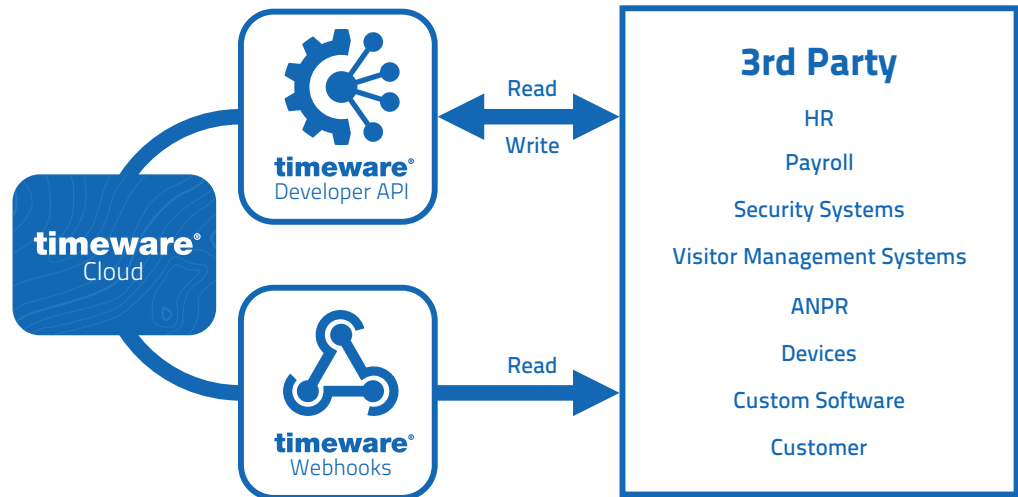 timeware®
Cloud
timeware®
Developer API
Read
Write
timeware®
Webhooks
Read
3rd Party
HR
Payroll
Security Systems
Visitor Management Systems
ANPR
Devices
Custom Software
Customer